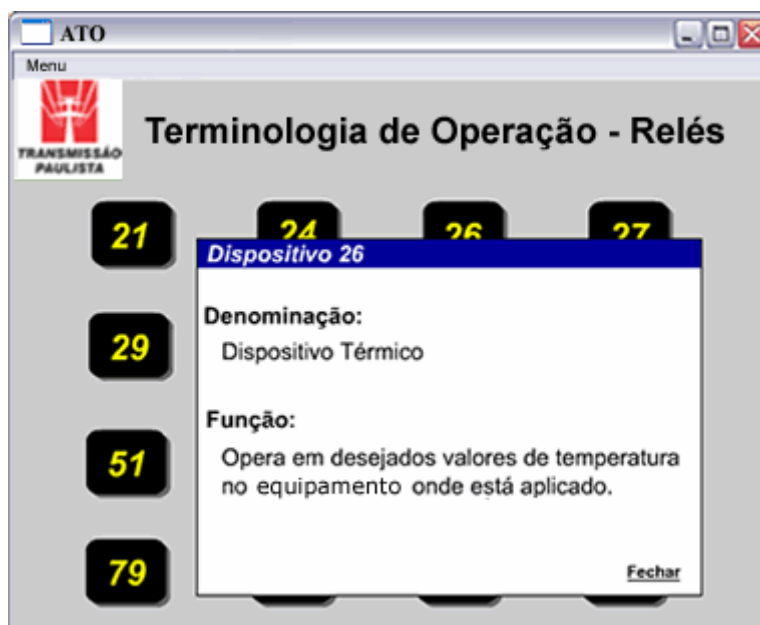 ATO
Menu
TRANSMISSÃO
PAULISTA
Terminologia de Operação - Relés
21
24
26
27
Dispositivo 26
Denominação:
Dispositivo Térmico
29
Função:
Opera em desejados valores de temperatura
no equipamento onde está aplicado.
51
79
Fechar